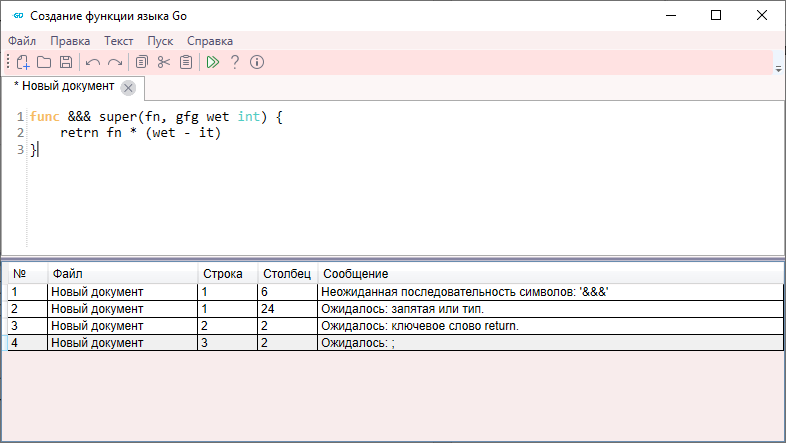 GO Создание функции языка Go
Файл Правка Текст Пуск Справка
* Новый документ
1 func &&& super(fn, gfg wet int) {
2 retrn fn * (wet - it)
3 }
№ Файл Строка Столбец Сообщение
1 Новый документ 1 6 Неожиданная последовательность символов: '&&&'
2 Новый документ 1 24 Ожидалось: запятая или тип.
3 Новый документ 2 2 Ожидалось: ключевое слово return.
4 Новый документ 3 2 Ожидалось: ;